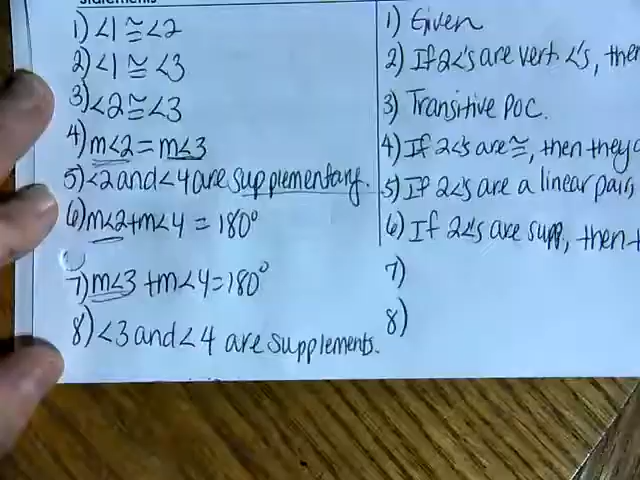 Statements
1) <1 ≅ <2
2) <1 ≅ <3
3) <2 ≅ <3
4) m<2 = m<3
5) <2 and <4 are supplementary.
6) m<2 + m<4 = 180°
7) m<3 + m<4 = 180°
8) <3 and <4 are supplements.
1) Given
2) If 2<'s are vert. <'s, then
3) Transitive POC.
4) If 2<'s are ≅, then they
5) If 2<'s are a linear pair,
6) If 2<'s are supp, then
7)
8)